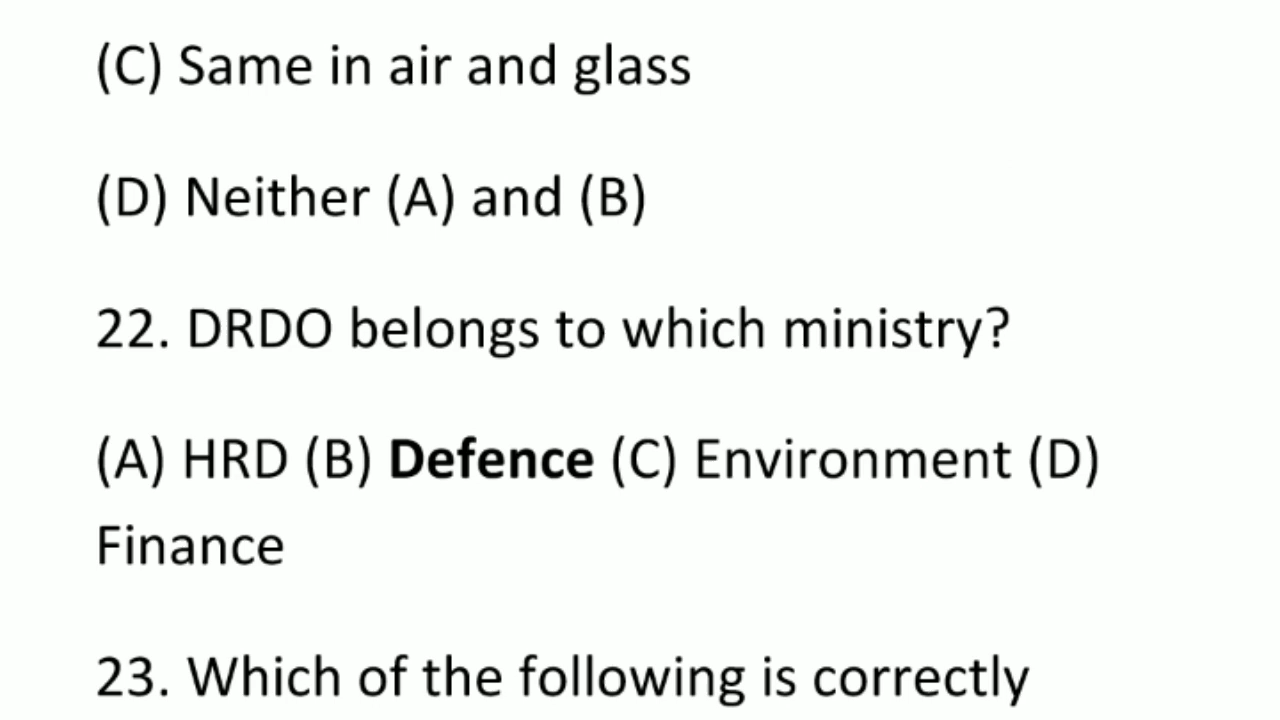 (C) Same in air and glass
(D) Neither (A) and (B)
22. DRDO belongs to which ministry?
(A) HRD (B) Defence (C) Environment (D)
Finance
23. Which of the following is correctly